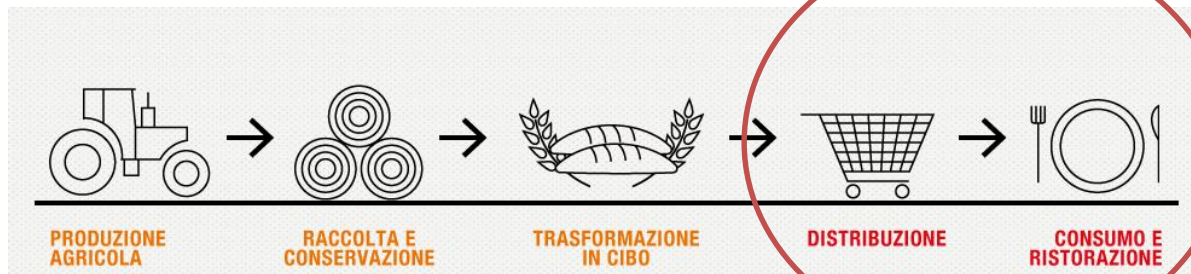 PRODUZIONE
AGRICOLA
RACCOLTA E
CONSERVAZIONE
TRASFORMAZIONE
IN CIBO
DISTRIBUZIONE
CONSUMO E
RISTORAZIONE